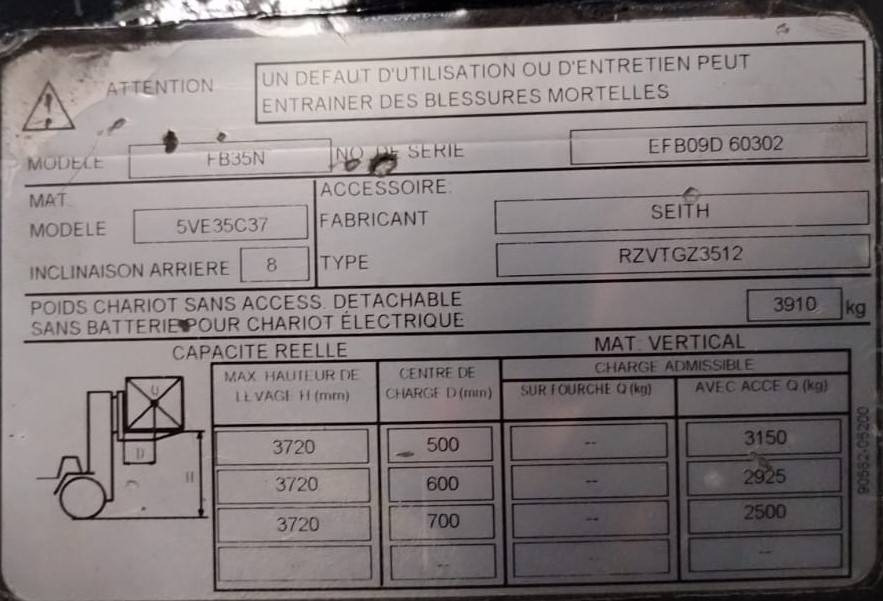 ATTENTION
UN DEFAUT D'UTILISATION OU D'ENTRETIEN PEUT
ENTRAINER DES BLESSURES MORTELLES
MODELE FB35N NO DE SERIE EFB09D 60302
MAT.
MODELE 5VE35C37
INCLINAISON ARRIERE 8
ACCESSOIRE:
FABRICANT SEITH
TYPE RZVTGZ3512
POIDS CHARIOT SANS ACCESS. DETACHABLE
SANS BATTERIE POUR CHARIOT ÉLECTRIQUE
3910 kg
CAPACITE REELLE
MAT: VERTICAL
MAX. HAUTEUR DE
LEVAGE H (mm)
CENTRE DE
CHARGE D (mm)
CHARGE ADMISSIBLE
SUR FOURCHE Q (kg) AVEC ACCE Q (kg)
3720 500 -- 3150
3720 600 -- 2925
3720 700 -- 2500
-- -- -- --
D
H
90562-05200